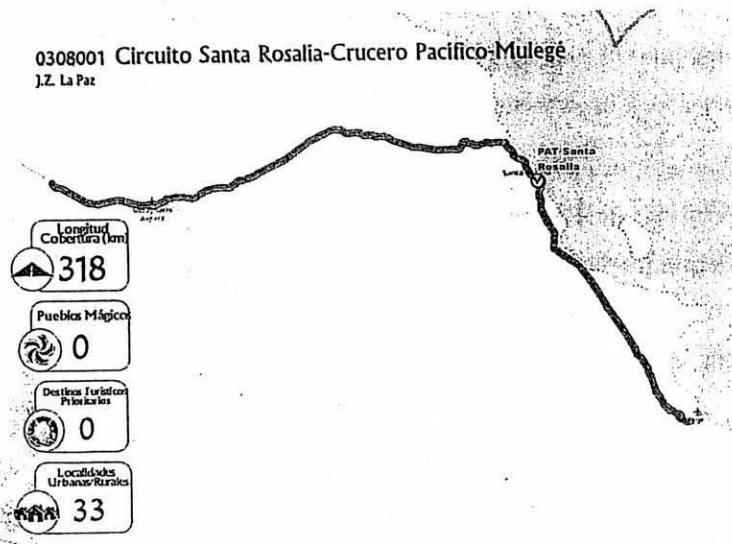 0308001 Circuito Santa Rosalia-Crucero Pacifico-Mulegé
J.Z. La Paz
PAT Santa
Rosalia
Santa
Longitud
Cobertura (km)
318
Pueblos Mágicos
0
Destinos Turísticos
Prioritarios
0
Localidades
Urbanas/Rurales
33